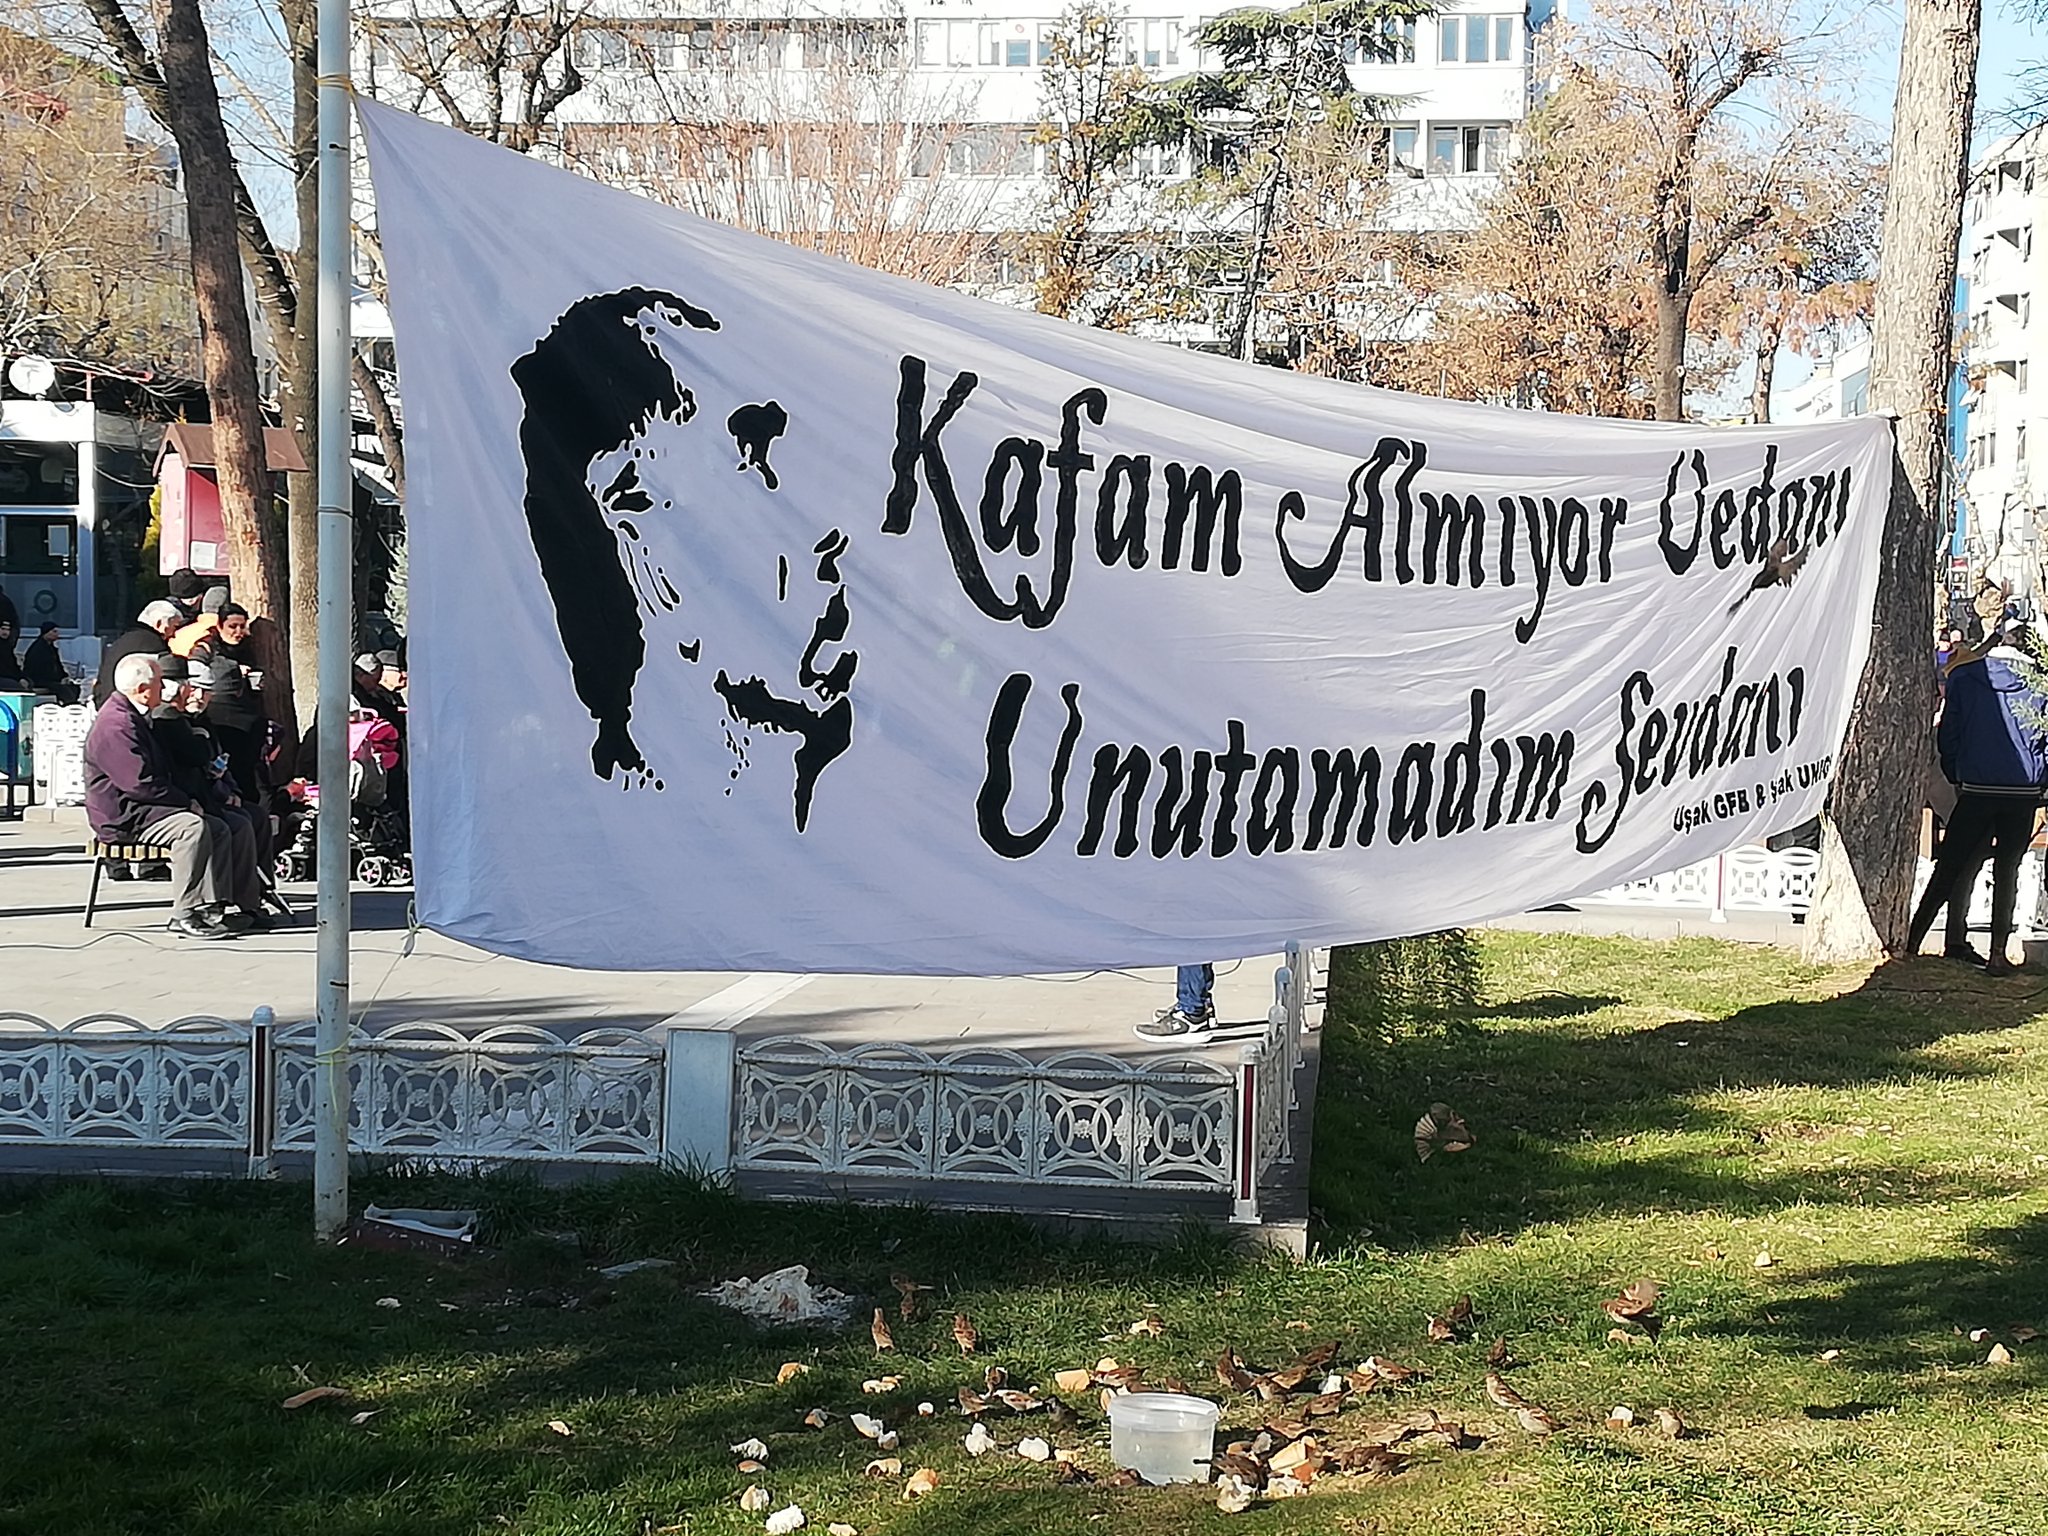 Kafam Almıyor Vedanı
Unutamadım Sevdanı
Uşak GFB &